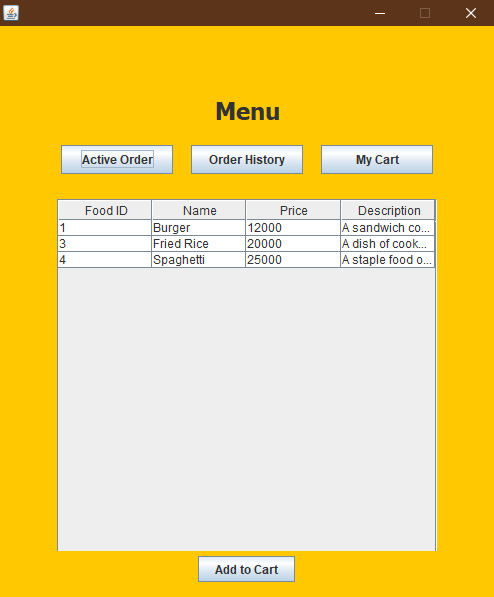 Menu
Active Order Order History My Cart
Food ID Name Price Description
1 Burger 12000 A sandwich co...
3 Fried Rice 20000 A dish of cook...
4 Spaghetti 25000 A staple food o...
Add to Cart